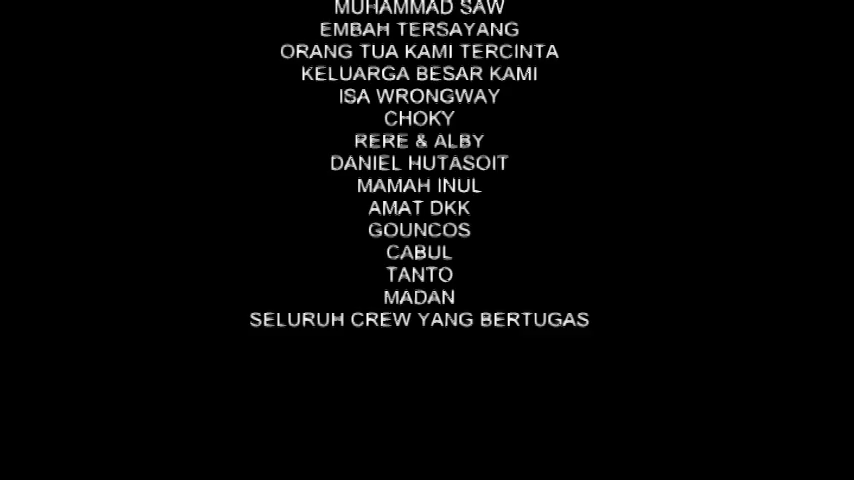 MUHAMMAD SAW
EMBAH TERSAYANG
ORANG TUA KAMI TERCINTA
KELUARGA BESAR KAMI
ISA WRONGWAY
CHOKY
RERE & ALBY
DANIEL HUTASOIT
MAMAH INUL
AMAT DKK
GOUNCOS
CABUL
TANTO
MADAN
SELURUH CREW YANG BERTUGAS